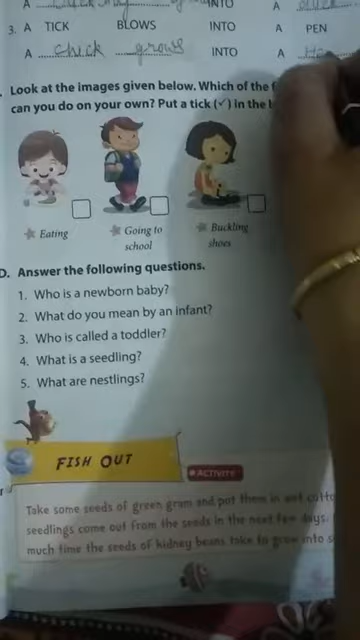 A INTO A
3. A TICK BLOWS INTO A PEN
A chick grows INTO A Hen
Look at the images given below. Which of the
can you do on your own? Put a tick (✓) in the
Eating
Going to school
Buckling shoes
D. Answer the following questions.
1. Who is a newborn baby?
2. What do you mean by an infant?
3. Who is called a toddler?
4. What is a seedling?
5. What are nestlings?
FISH OUT
ACTIVITY
Take some seeds of green gram and put them in wet
seedlings come out from the seeds in the next few days.
much time the seeds of kidney beans take to grow into